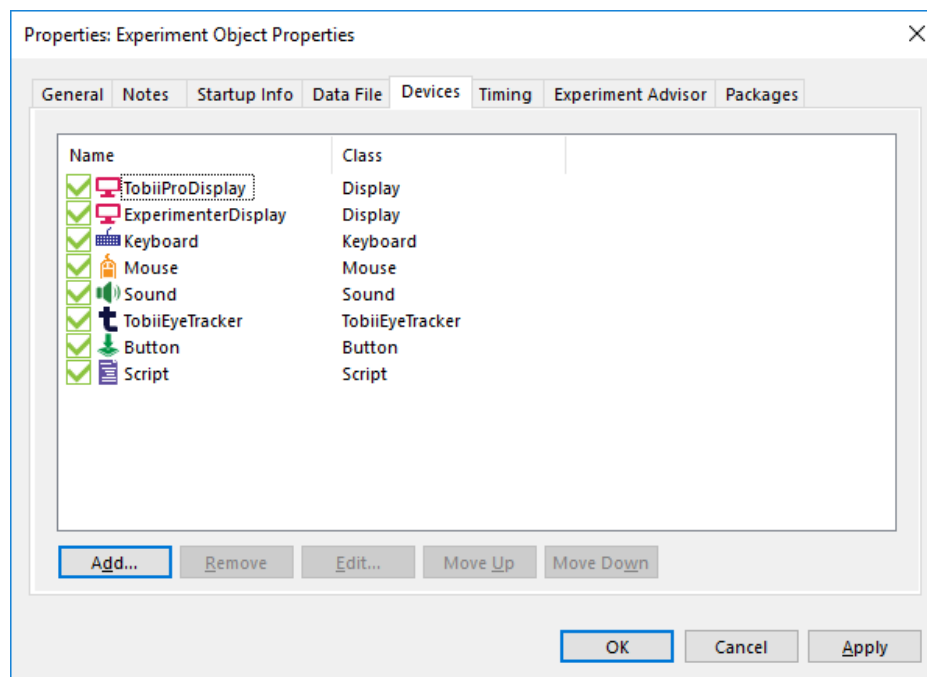 Properties: Experiment Object Properties
General Notes Startup Info Data File Devices Timing Experiment Advisor Packages
Name Class
TobiiProDisplay Display
ExperimenterDisplay Display
Keyboard Keyboard
Mouse Mouse
Sound Sound
TobiiEyeTracker TobiiEyeTracker
Button Button
Script Script
Add... Remove Edit... Move Up Move Down
OK Cancel Apply